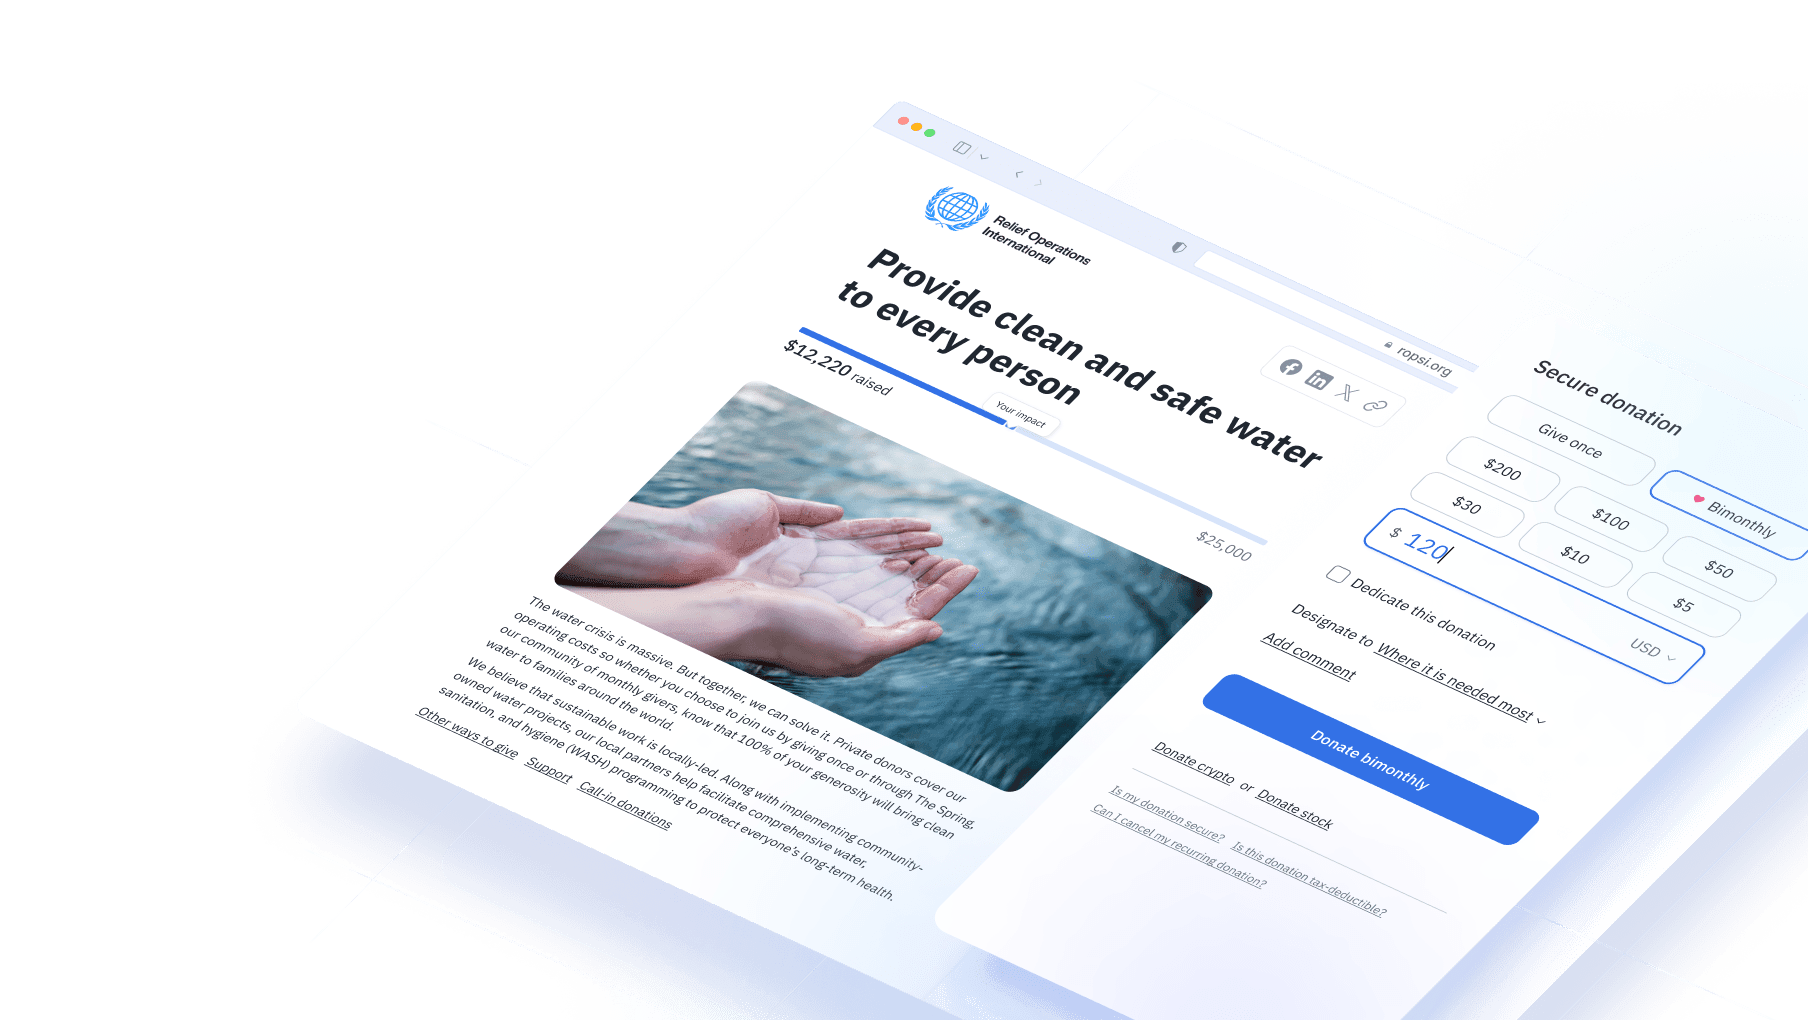 ropsi.org
Relief Operations
International
Provide clean and safe water
to every person
Your impact
$12,220 raised
$25,000
The water crisis is massive. But together, we can solve it. Private donors cover our
operating costs so whether you choose to join us by giving once or through The Spring,
our community of monthly givers, know that 100% of your generosity will bring clean
water to families around the world.
We believe that sustainable work is locally-led. Along with implementing community-
owned water projects, our local partners help facilitate comprehensive water,
sanitation, and hygiene (WASH) programming to protect everyone's long-term health.
Other ways to give Support Call-in donations
Secure donation
Give once Bimonthly
$200 $100 $50
$30 $10 $5
$ 120 USD
Dedicate this donation
Designate to Where it is needed most
Add comment
Donate bimonthly
Donate crypto or Donate stock
Is my donation secure? Is this donation tax-deductible?
Can I cancel my recurring donation?